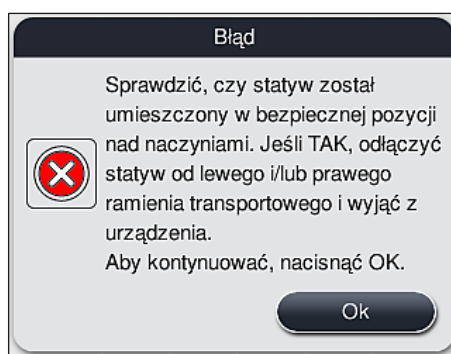 Błąd
Sprawdzić, czy statyw został
umieszczony w bezpiecznej pozycji
nad naczyniami. Jeśli TAK, odłączyć
statyw od lewego i/lub prawego
ramienia transportowego i wyjąć z
urządzenia.
Aby kontynuować, nacisnąć OK.
Ok